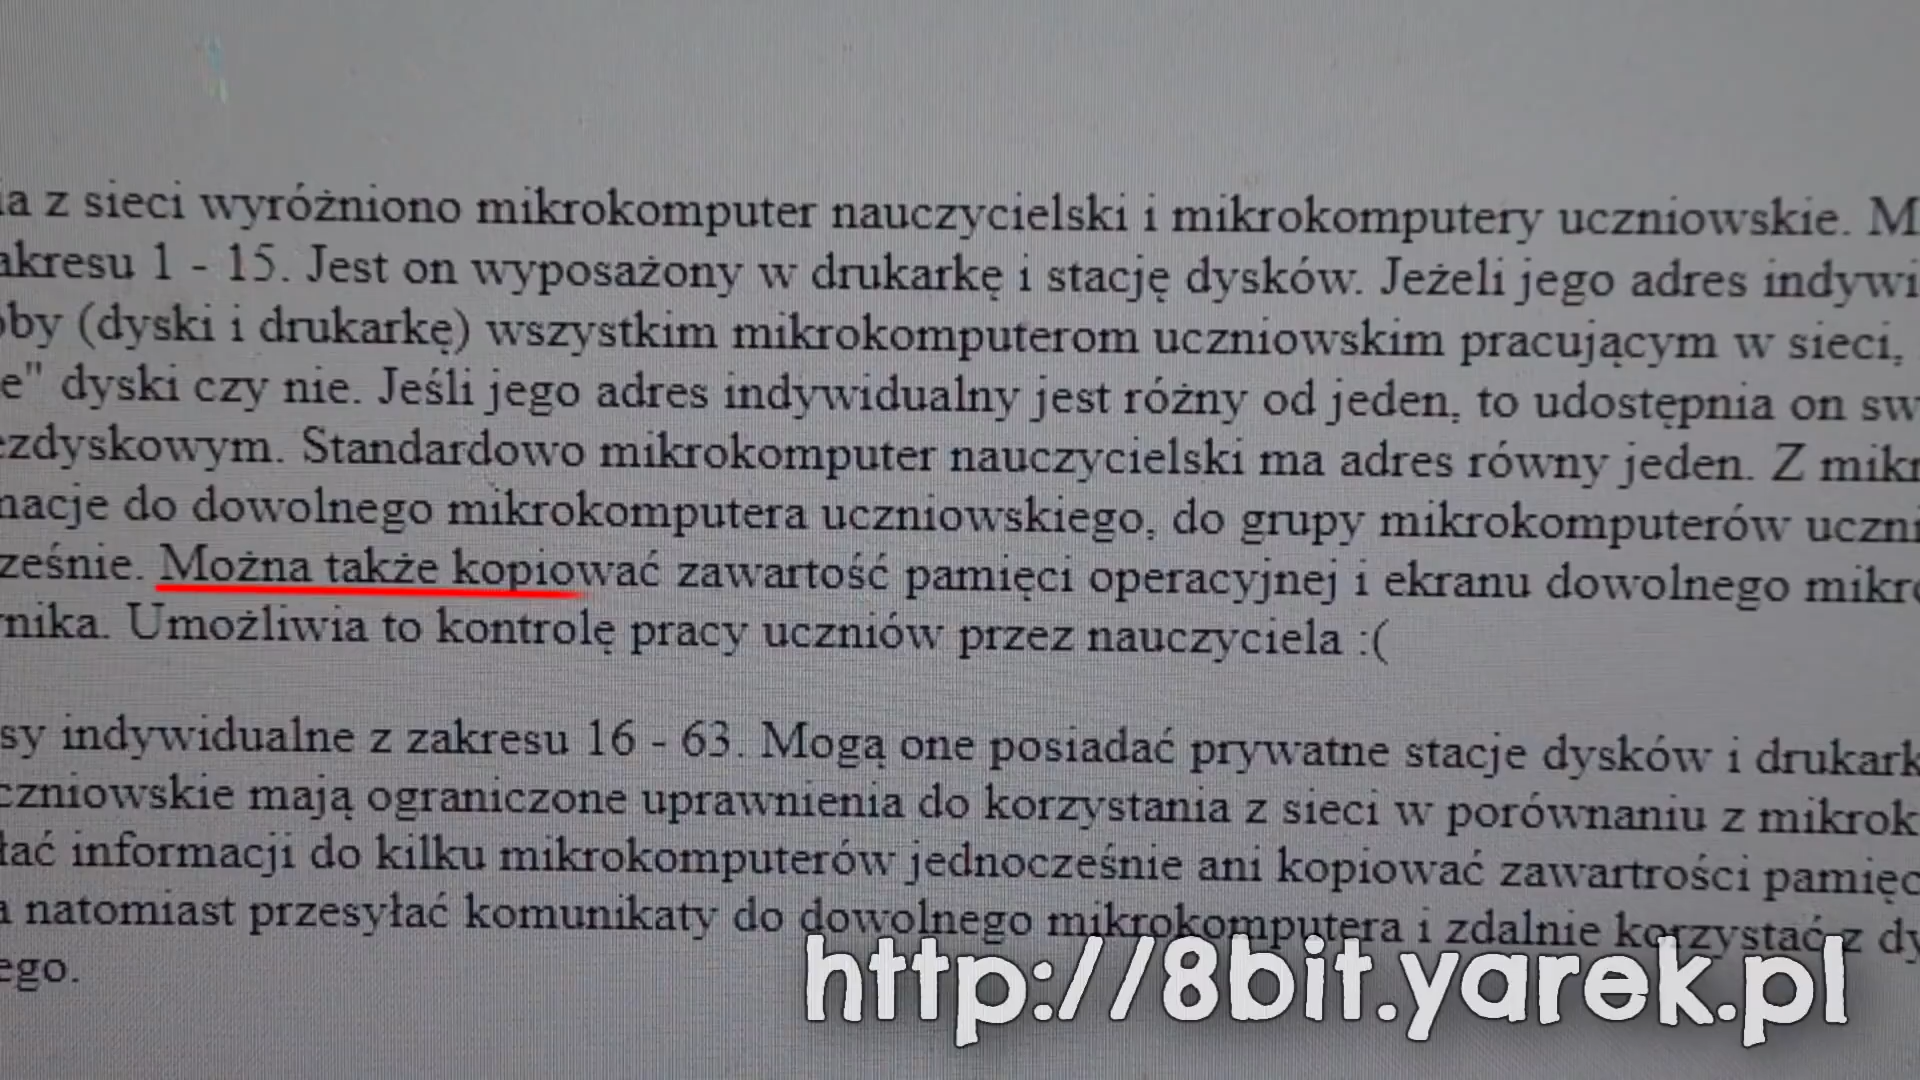 ia z sieci wyróżniono mikrokomputer nauczycielski i mikrokomputery uczniowskie. M
akresu 1 - 15. Jest on wyposażony w drukarkę i stację dysków. Jeżeli jego adres indywi
oby (dyski i drukarkę) wszystkim mikrokomputerom uczniowskim pracującym w sieci,
e" dyski czy nie. Jeśli jego adres indywidualny jest różny od jeden, to udostępnia on sw
ezdyskowym. Standardowo mikrokomputer nauczycielski ma adres równy jeden. Z mikr
macje do dowolnego mikrokomputera uczniowskiego, do grupy mikrokomputerów uczni
ześnie. Można także kopiować zawartość pamięci operacyjnej i ekranu dowolnego mikro
nika. Umożliwia to kontrolę pracy uczniów przez nauczyciela :(
sy indywidualne z zakresu 16 - 63. Mogą one posiadać prywatne stacje dysków i drukark
czniowskie mają ograniczone uprawnienia do korzystania z sieci w porównaniu z mikrok
łać informacji do kilku mikrokomputerów jednocześnie ani kopiować zawartrości pamięc
a natomiast przesyłać komunikaty do dowolnego mikrokomputera i zdalnie korzystać z dy
ego.
http://8bit.yarek.pl